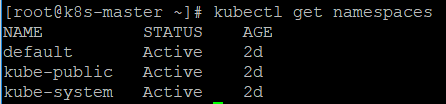 [root@k8s-master ~]# kubectl get namespaces
NAME STATUS AGE
default Active 2d
kube-public Active 2d
kube-system Active 2d